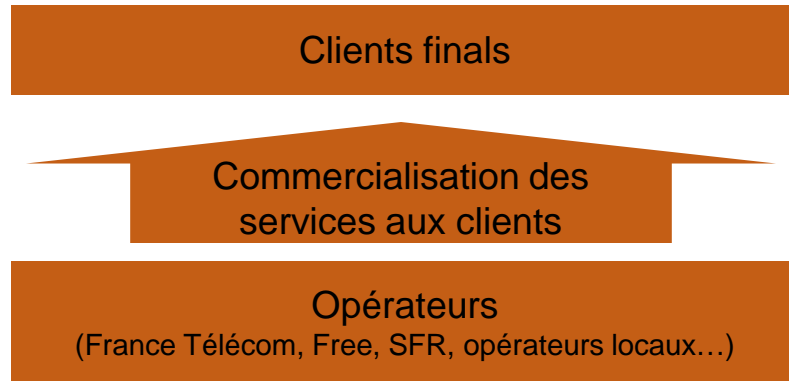 Clients finals
Commercialisation des
services aux clients
Opérateurs
(France Télécom, Free, SFR, opérateurs locaux…)